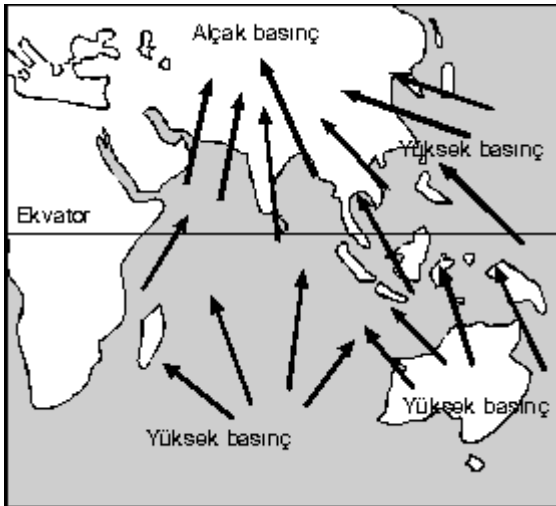 Alçak basınç
Yüksek basınç
Ekvator
Yüksek basınç
Yüksek basınç